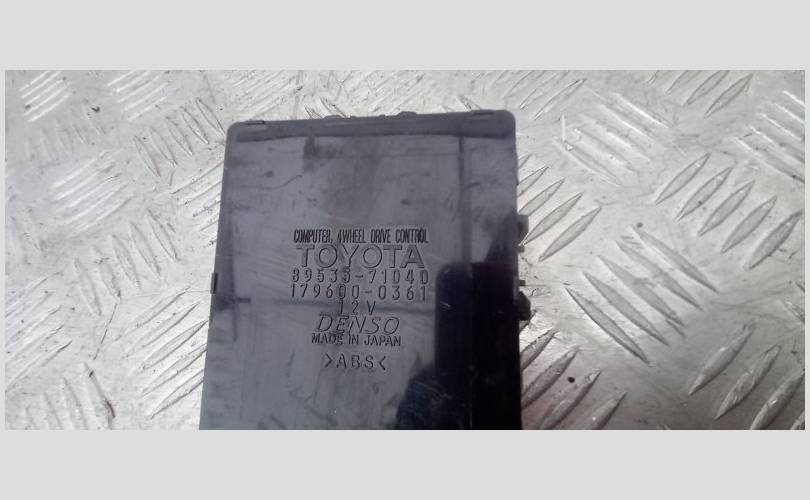 COMPUTER, 4WHEEL DRIVE CONTROL
TOYOTA
89533-71040
179600-0361
12V
DENSO
MADE IN JAPAN
>ABS<